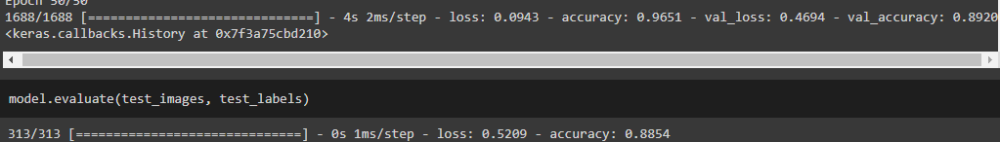 Epoch 50/50
1688/1688 [==============================] - 4s 2ms/step - loss: 0.0943 - accuracy: 0.9651 - val_loss: 0.4694 - val_accuracy: 0.8920
<keras.callbacks.History at 0x7f3a75cbd210>
model.evaluate(test_images, test_labels)
313/313 [==============================] - 0s 1ms/step - loss: 0.5209 - accuracy: 0.8854